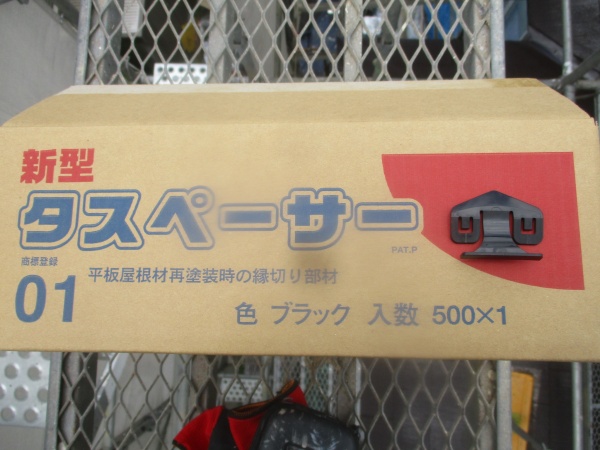 新型
タスペーサー
商標登録
PAT.P
01
平板屋根材再塗装時の縁切り部材
色 ブラック 入数 500×1